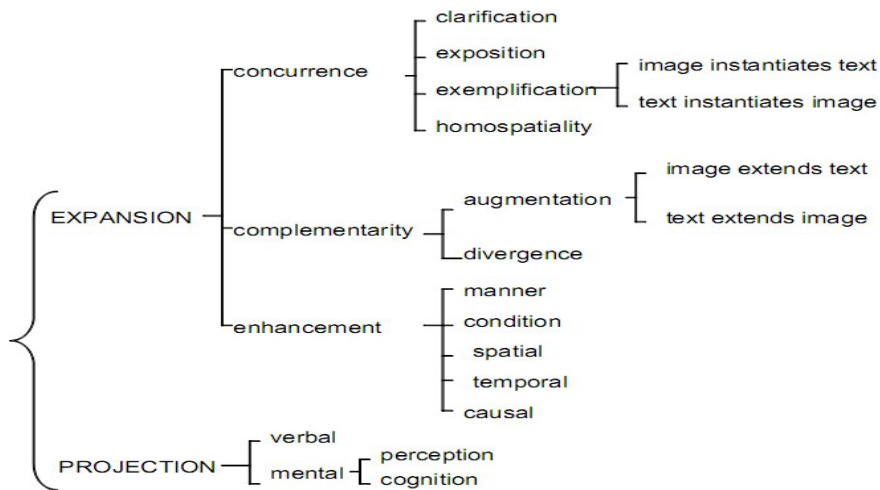 clarification
exposition
concurrence
exemplification
image instantiates text
text instantiates image
homospatiality
EXPANSION
complementarity
augmentation
image extends text
text extends image
divergence
enhancement
manner
condition
spatial
temporal
causal
PROJECTION
verbal
mental
perception
cognition